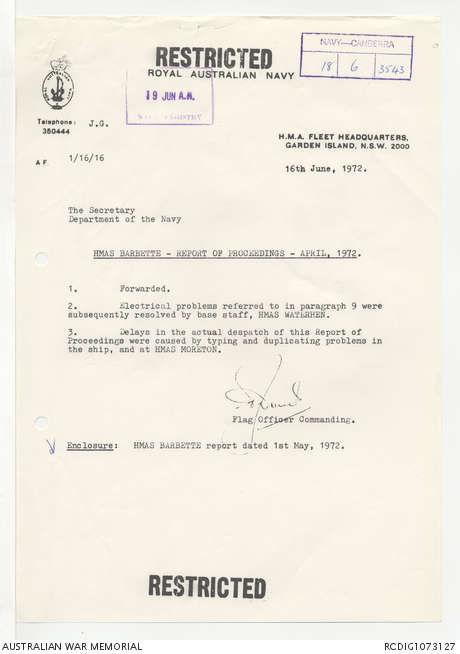 RESTRICTED
ROYAL AUSTRALIAN NAVY
NAVY—CANBERRA
18 6 3543
19 JUN A.M.
REGISTRY
Telephone: J.G.
350444
H.M.A. FLEET HEADQUARTERS,
GARDEN ISLAND, N.S.W. 2000
A F 1/16/16
16th June, 1972.
The Secretary
Department of the Navy
HMAS BARBETTE - REPORT OF PROCEEDINGS - APRIL, 1972.
1. Forwarded.
2. Electrical problems referred to in paragraph 9 were
subsequently resolved by base staff, HMAS WATERHEN.
3. Delays in the actual despatch of this Report of
Proceedings were caused by typing and duplicating problems in
the ship, and at HMAS MORETON.
Flag Officer Commanding.
Enclosure: HMAS BARBETTE report dated 1st May, 1972.
RESTRICTED
AUSTRALIAN WAR MEMORIAL
RCDIG1073127